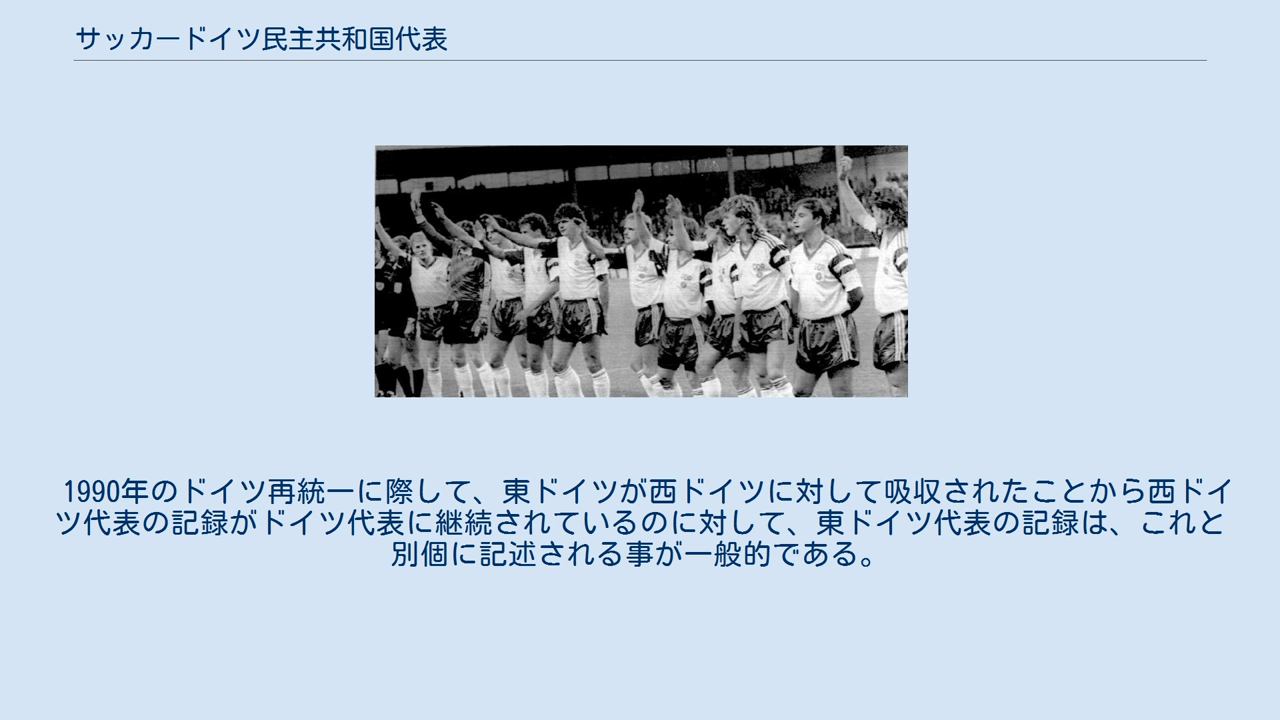 サッカードイツ民主共和国代表
1990年のドイツ再統一に際して、東ドイツが西ドイツに対して吸収されたことから西ドイ
ツ代表の記録がドイツ代表に継続されているのに対して、東ドイツ代表の記録は、これと
別個に記述される事が一般的である。